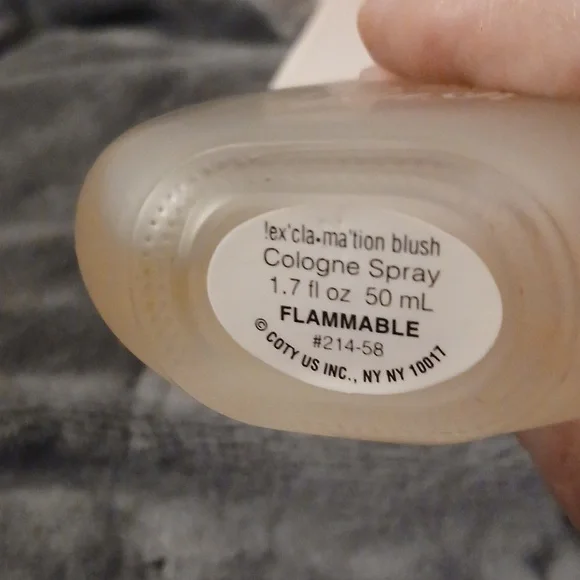 !ex'cla•ma'tion blush
Cologne Spray
1.7 fl oz 50 mL
FLAMMABLE
#214-58
© COTY US INC., NY NY 10017